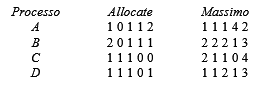 Processo Allocate Massimo
A 1 0 1 1 2 1 1 1 4 2
B 2 0 1 1 1 2 2 2 1 3
C 1 1 1 0 0 2 1 1 0 4
D 1 1 1 0 1 1 1 2 1 3